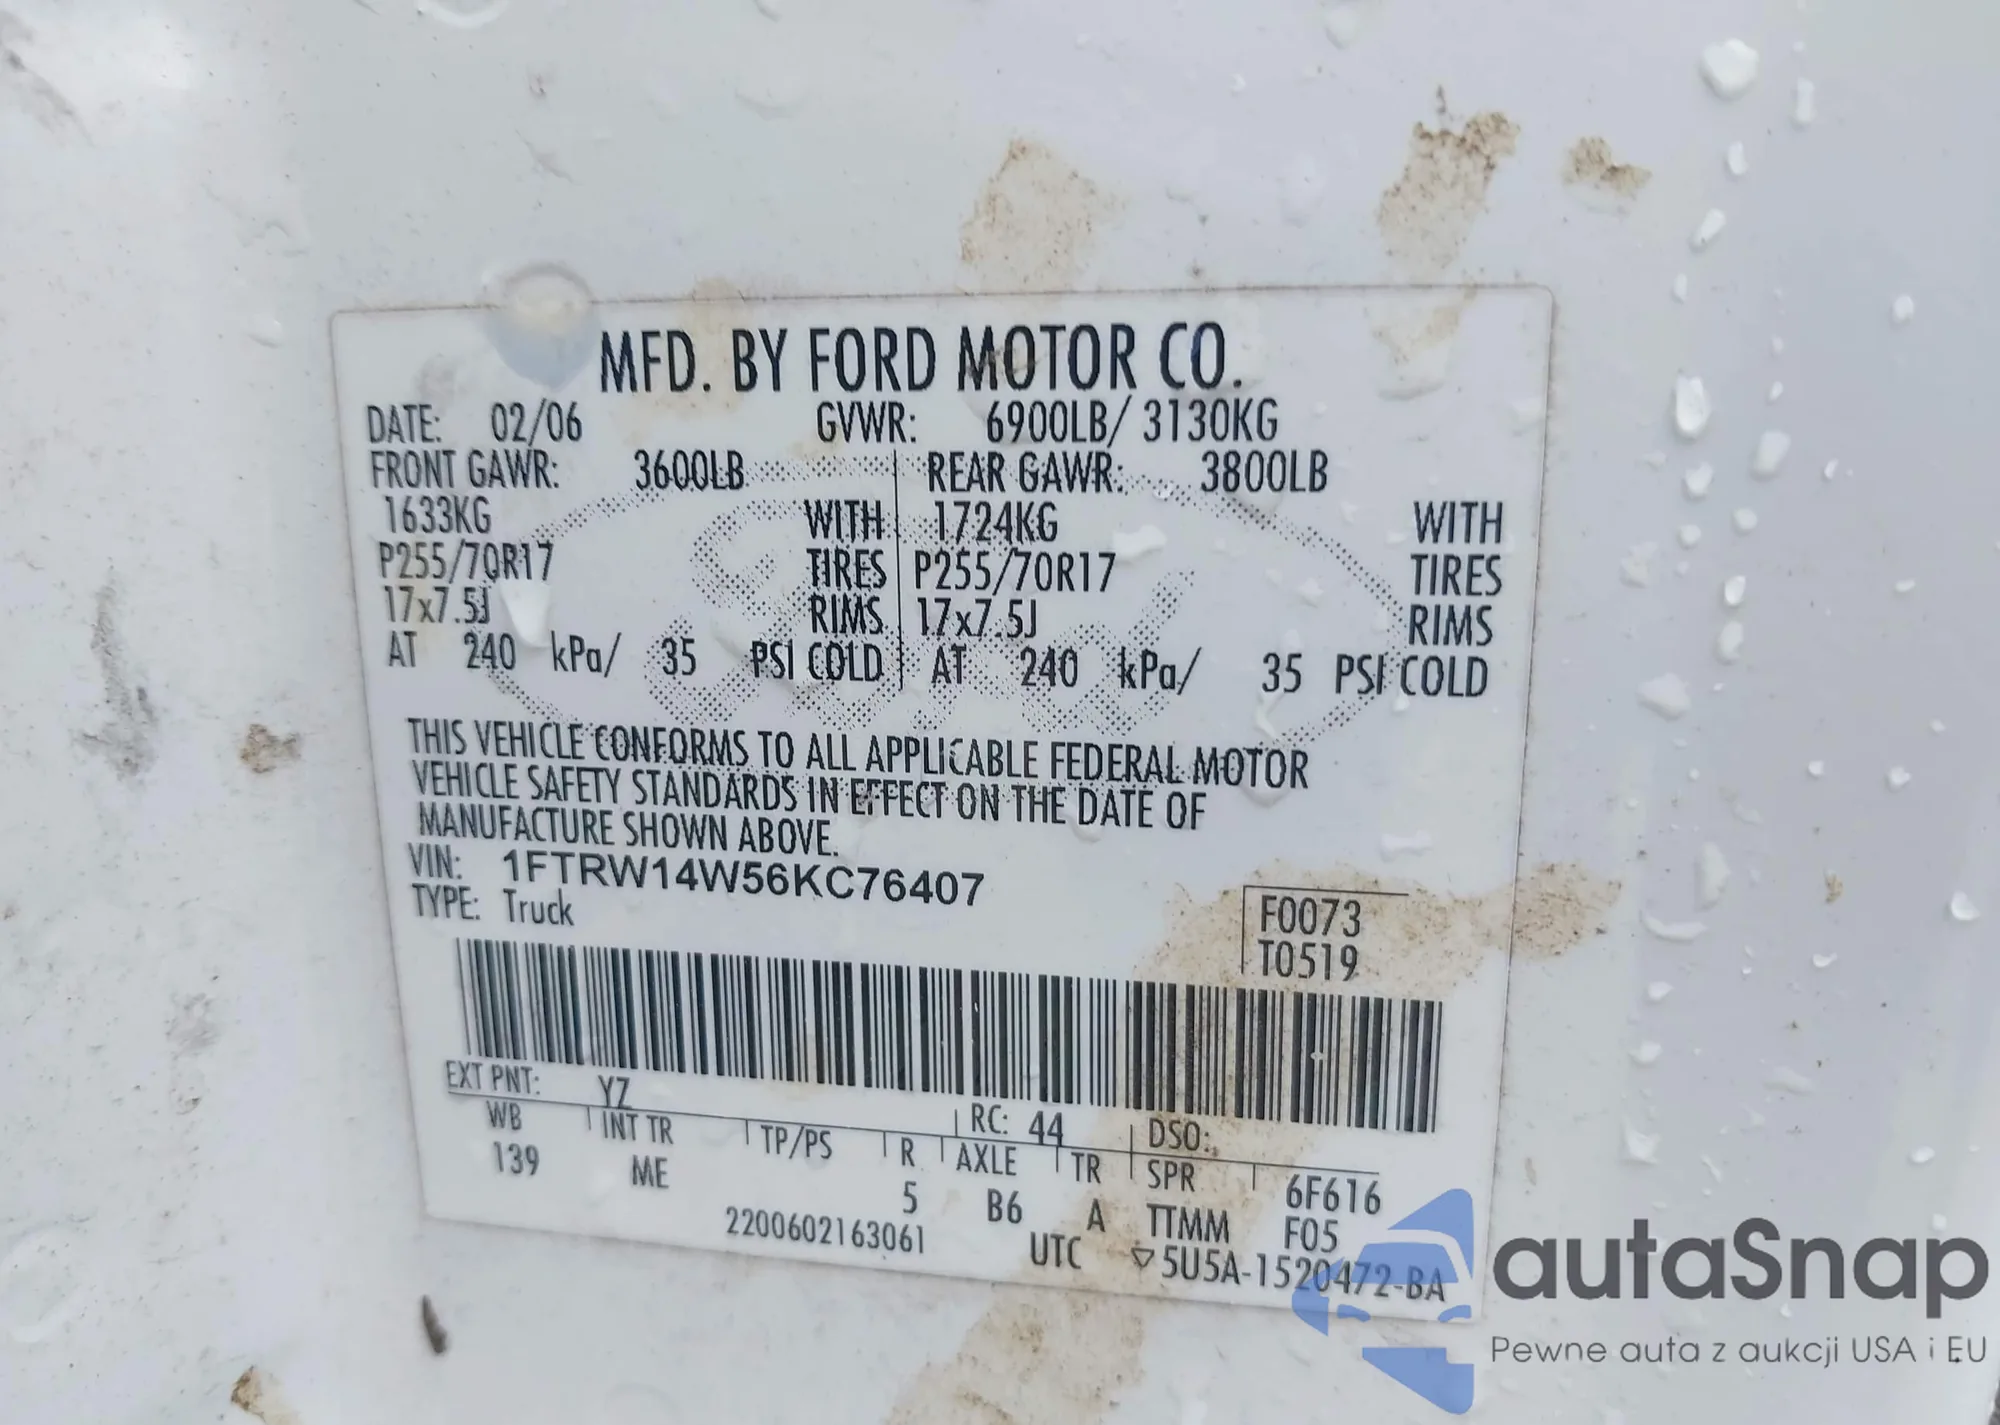 MFD. BY FORD MOTOR CO.
DATE: 02/06 GVWR: 6900LB/ 3130KG
FRONT GAWR: 3600LB REAR GAWR: 3800LB
1633KG WITH 1724KG WITH
P255/70R17 TIRES P255/70R17 TIRES
17x7.5J RIMS 17x7.5J RIMS
AT 240 kPa/ 35 PSI COLD AT 240 kPa/ 35 PSI COLD
THIS VEHICLE CONFORMS TO ALL APPLICABLE FEDERAL MOTOR
VEHICLE SAFETY STANDARDS IN EFFECT ON THE DATE OF
MANUFACTURE SHOWN ABOVE.
VIN: 1FTRW14W56KC76407
TYPE: Truck
F0073
T0519
EXT PNT: YZ RC: 44 DSO:
WB INT TR TP/PS R AXLE TR SPR 6F616
139 ME 5 B6 A TTMM F05
2200602163061 UTC ▽5U5A-1520472-BA
Ford
autaSnap
Pewne auta z aukcji USA i EU